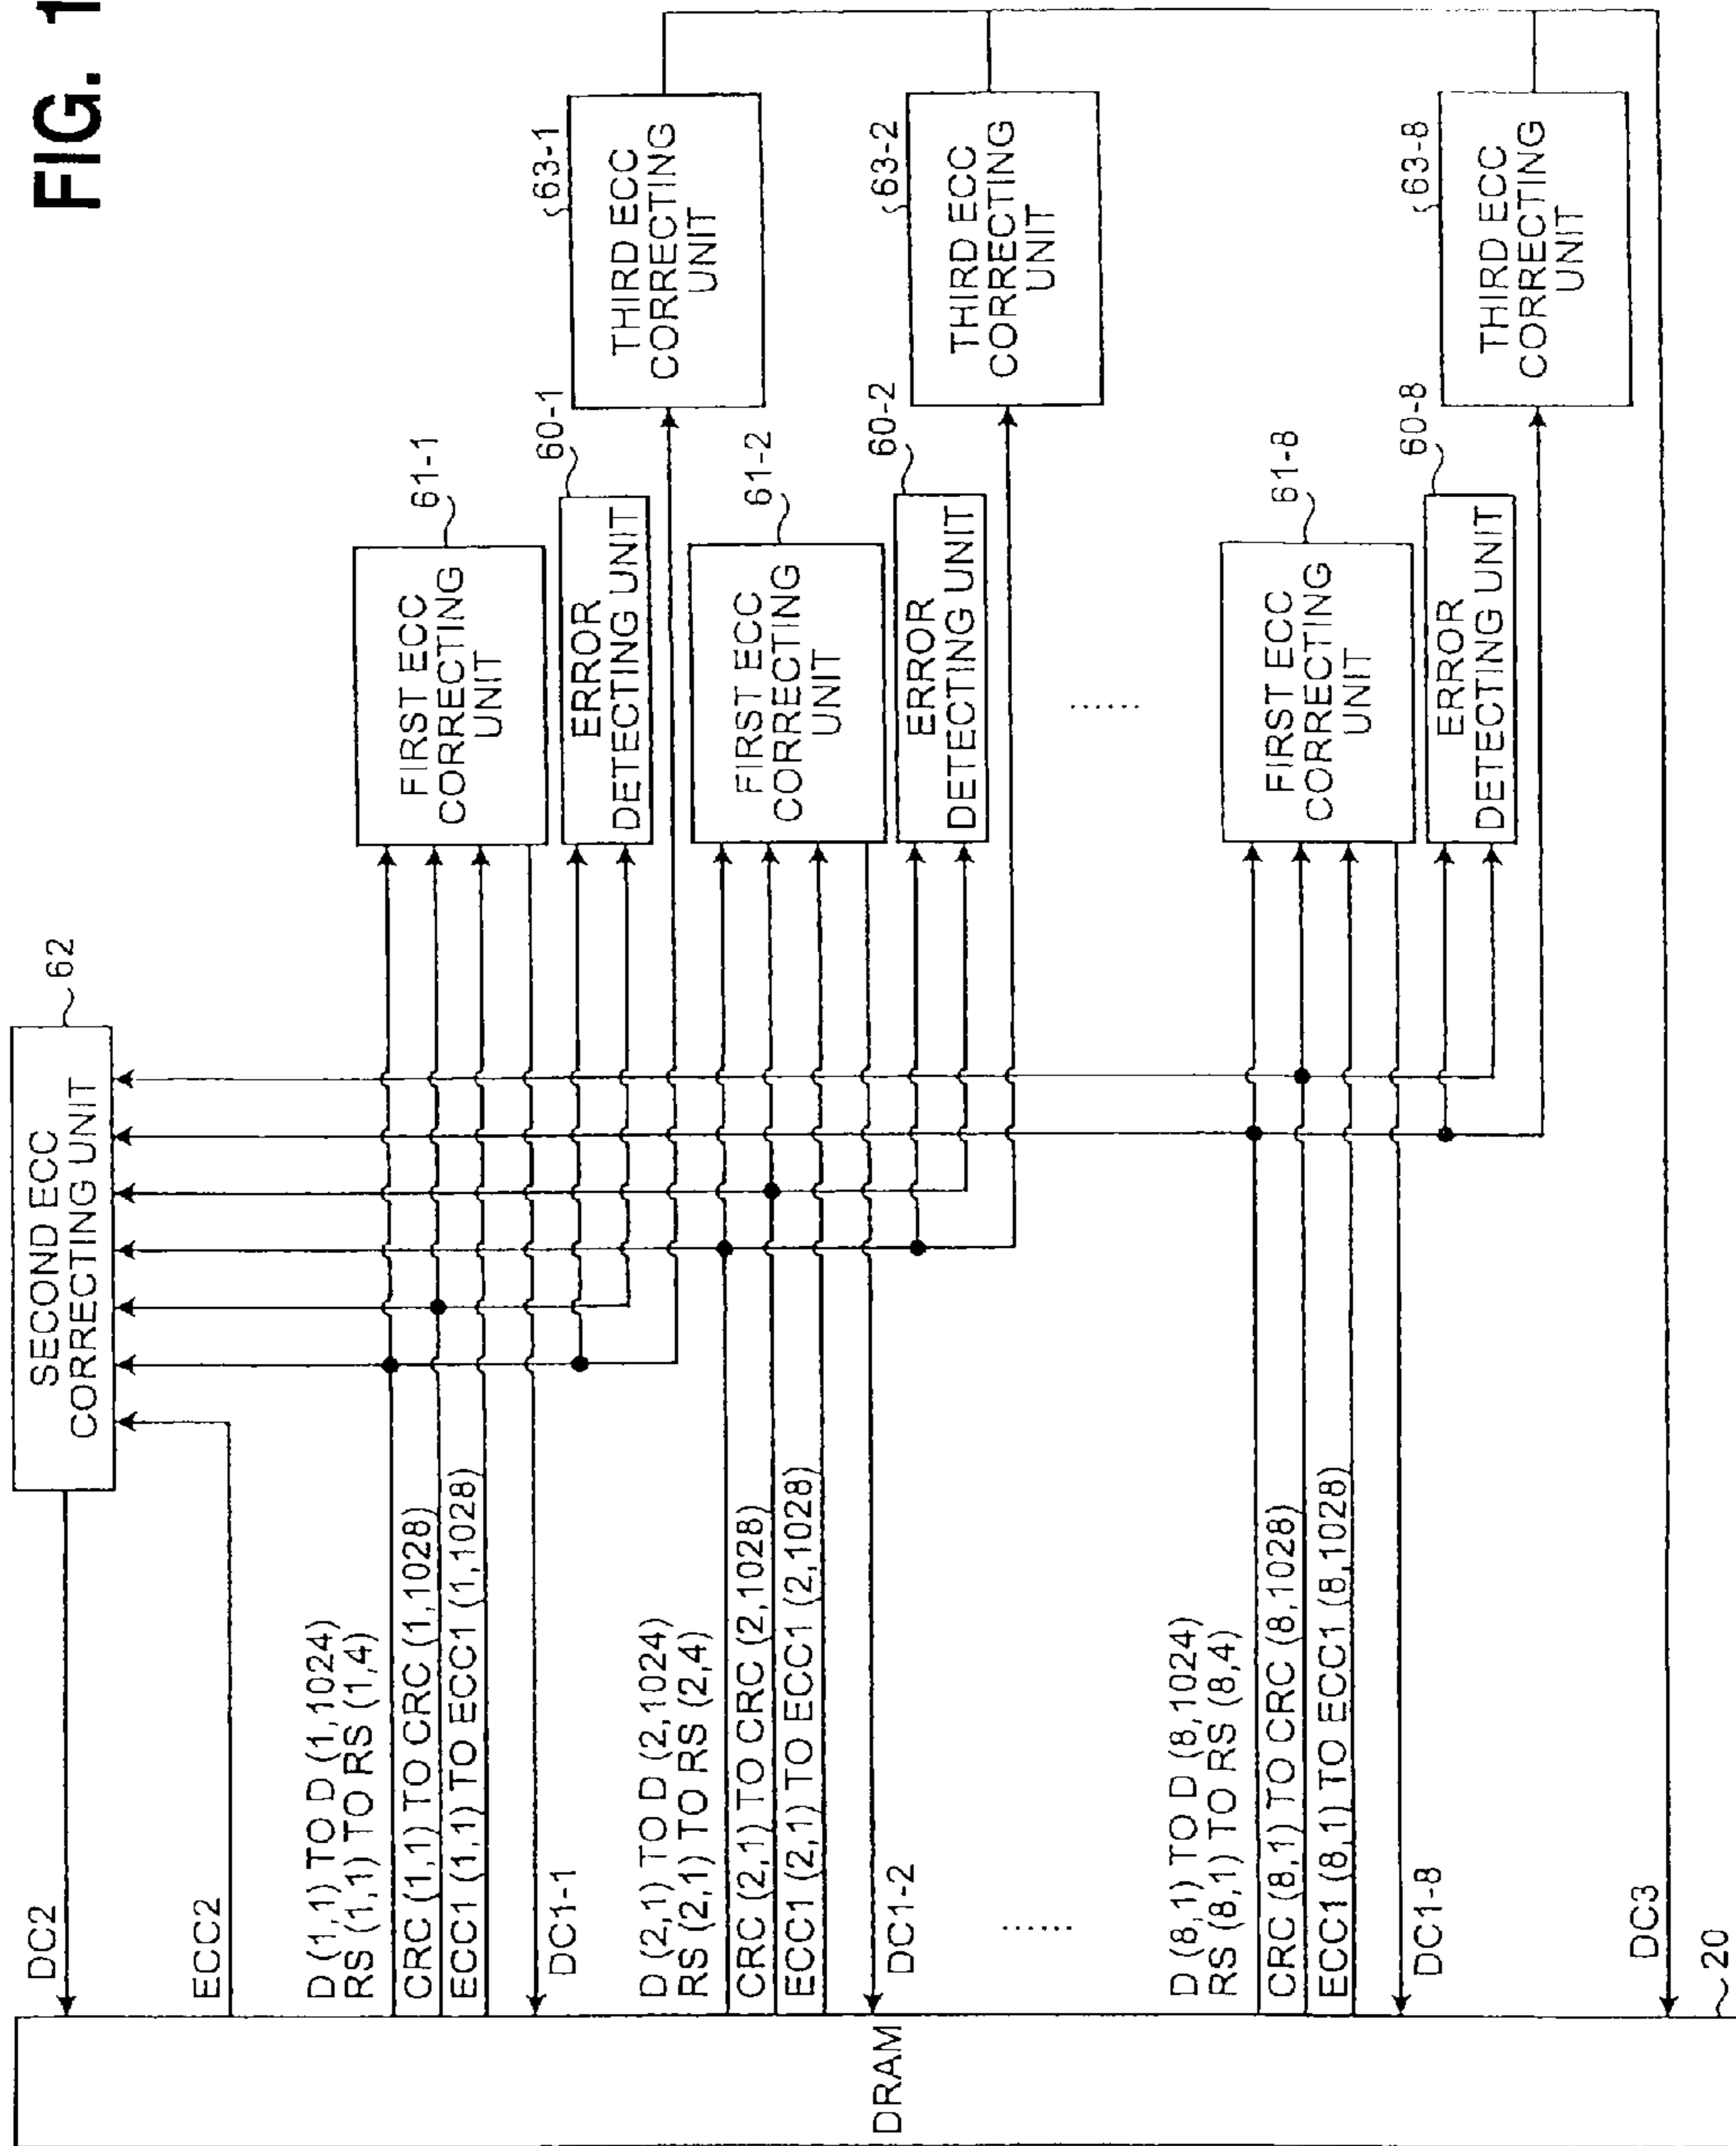 FIG. 1
SECOND ECC
CORRECTING UNIT
62
DC2
ECC2
D (1,1) TO D (1,1024)
RS (1,1) TO RS (1,4)
CRC (1,1) TO CRC (1,1028)
ECC1 (1,1) TO ECC1 (1,1028)
DC1-1
FIRST ECC
CORRECTING
UNIT
61-1
ERROR
DETECTING UNIT
60-1
THIRD ECC
CORRECTING
UNIT
63-1
D (2,1) TO D (2,1024)
RS (2,1) TO RS (2,4)
CRC (2,1) TO CRC (2,1028)
ECC1 (2,1) TO ECC1 (2,1028)
DC1-2
FIRST ECC
CORRECTING
UNIT
61-2
ERROR
DETECTING UNIT
60-2
THIRD ECC
CORRECTING
UNIT
63-2
......
......
D (8,1) TO D (8,1024)
RS (8,1) TO RS (8,4)
CRC (8,1) TO CRC (8,1028)
ECC1 (8,1) TO ECC1 (8,1028)
DC1-8
FIRST ECC
CORRECTING
UNIT
61-8
ERROR
DETECTING UNIT
60-8
THIRD ECC
CORRECTING
UNIT
63-8
DC3
DRAM
20